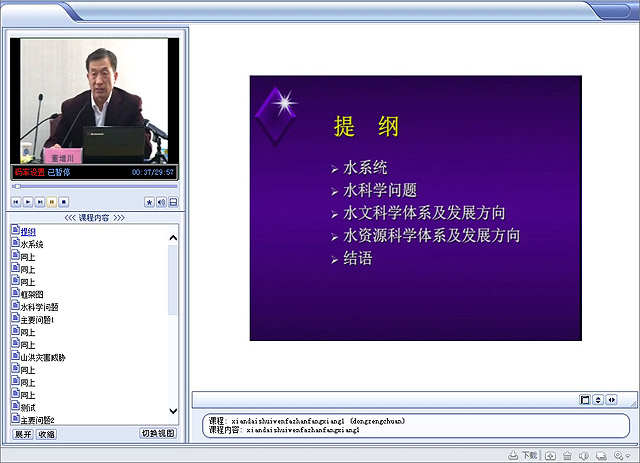 董增川
码率设置 已暂停 00:37/29:57
<<< 课程内容 >>>
提纲
水系统
同上
同上
同上
框架图
水科学问题
主要问题1
同上
同上
山洪灾害威胁
同上
同上
同上
测试
主要问题2
展开 收缩 切换视图
提 纲
水系统
水科学问题
水文科学体系及发展方向
水资源科学体系及发展方向
结语
课程: xiandaishuiwenfazhanfangxiang1 (dongzengchuan)
课程内容: xiandaishuiwenfazhanfangxiang1
下载